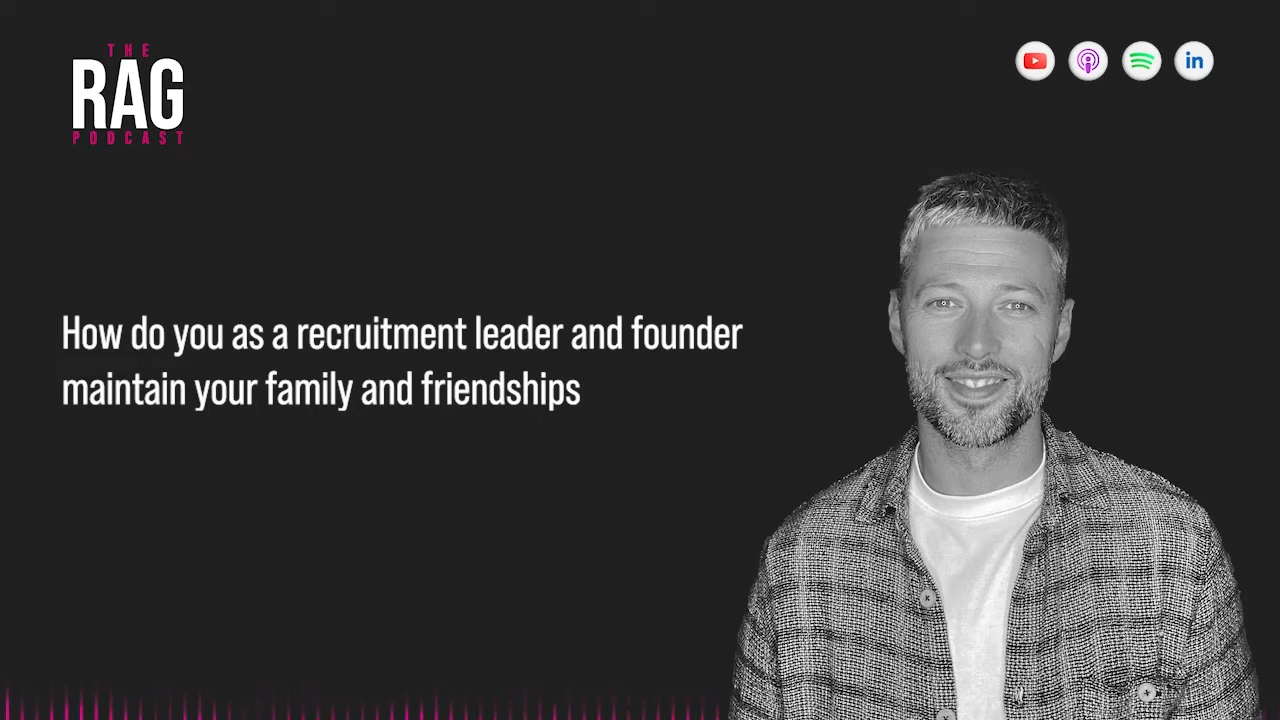 THE
RAG
PODCAST
in
How do you as a recruitment leader and founder
maintain your family and friendships